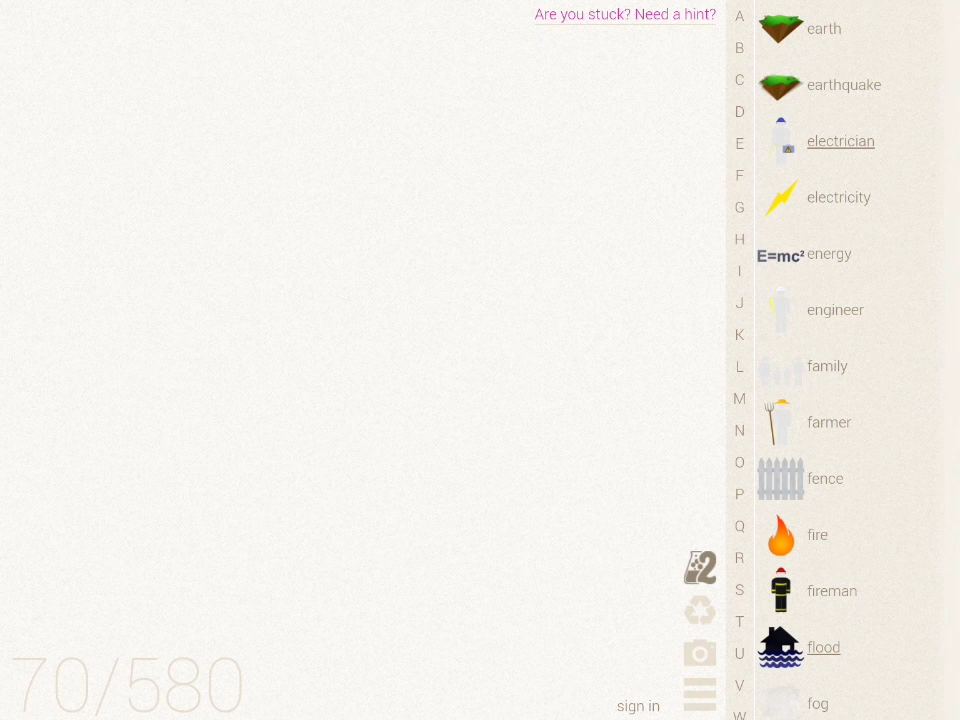 Are you stuck? Need a hint?
A
B
C
D
E
F
G
H
I
J
K
L
M
N
O
P
Q
R
S
T
U
V
W
earth
earthquake
electrician
electricity
E=mc² energy
engineer
family
farmer
fence
fire
fireman
flood
fog
2
70/580
sign in